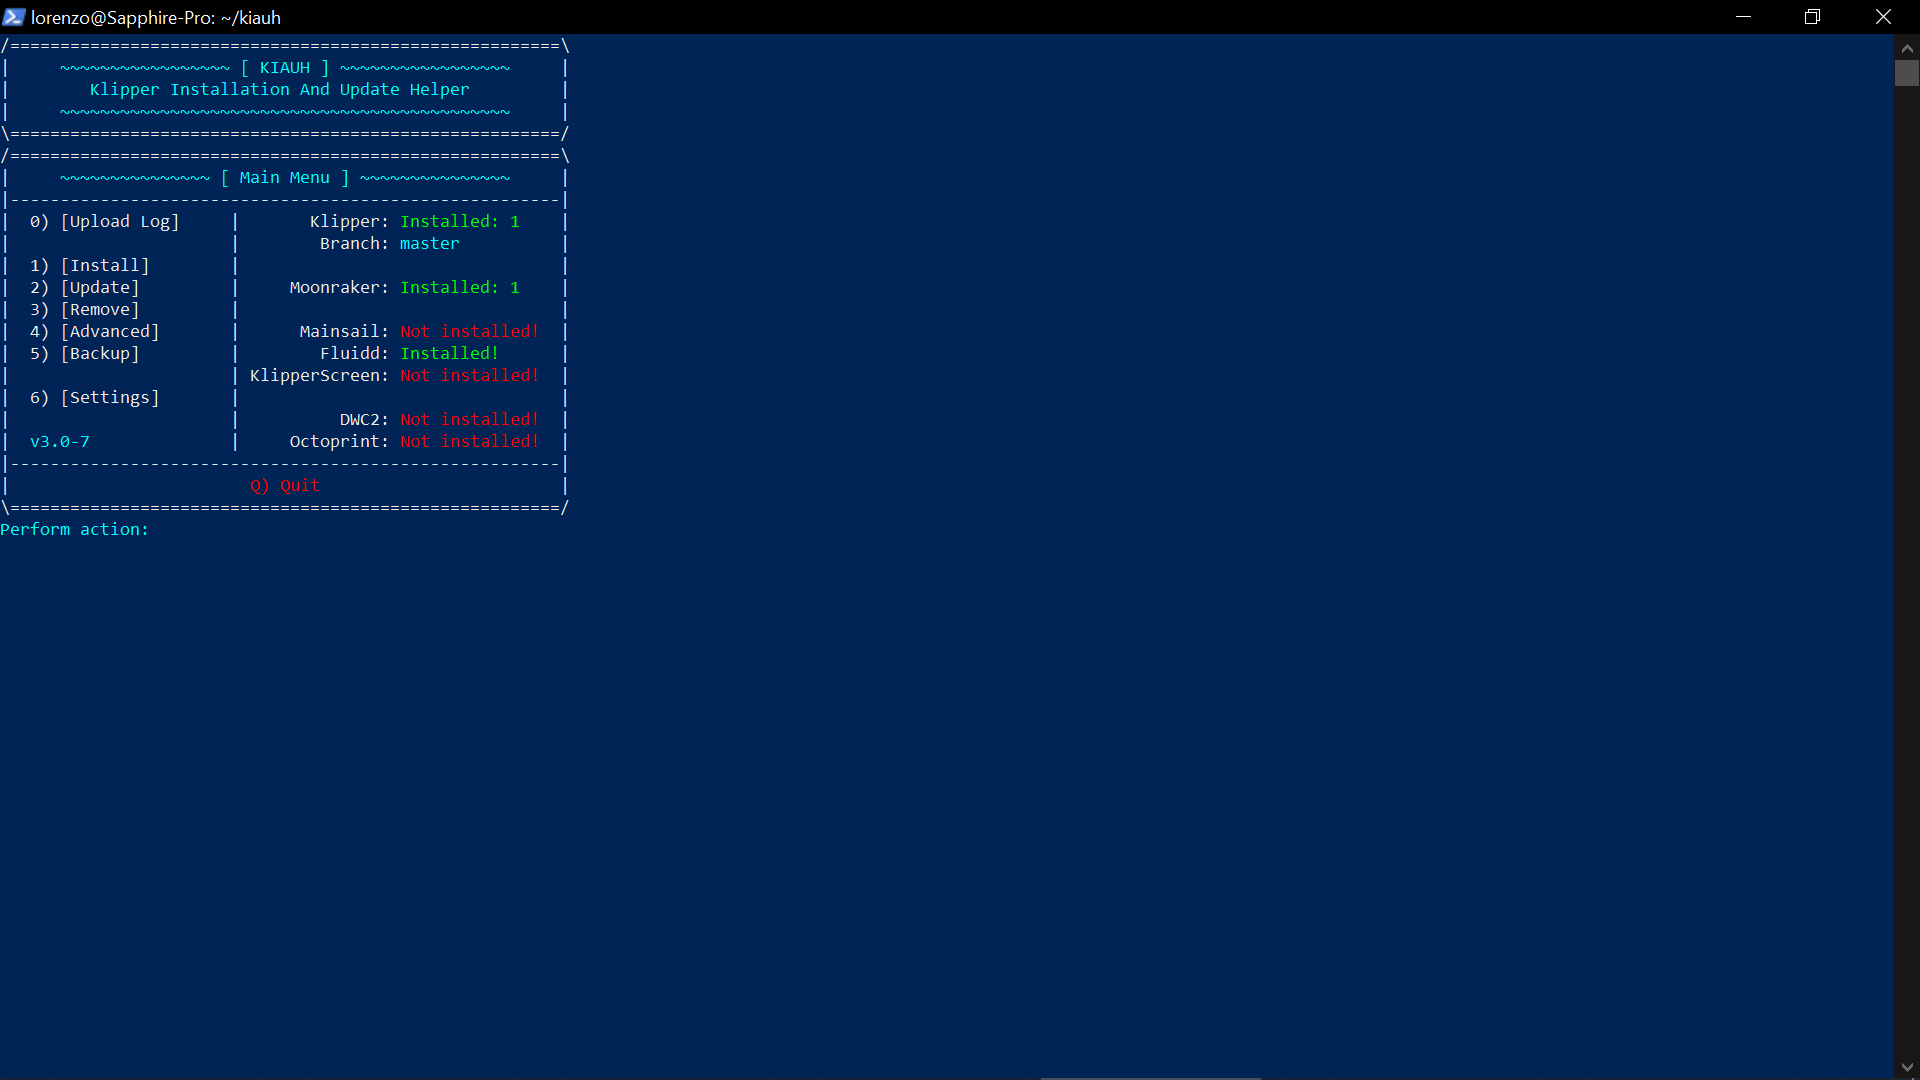 lorenzo@Sapphire-Pro: ~/kiauh
/=======================================================\
|     ~~~~~~~~~~~~~~~~~ [ KIAUH ] ~~~~~~~~~~~~~~~~~     |
|        Klipper Installation And Update Helper         |
|     ~~~~~~~~~~~~~~~~~~~~~~~~~~~~~~~~~~~~~~~~~~~~~     |
\=======================================================/
/=======================================================\
|     ~~~~~~~~~~~~~~~ [ Main Menu ] ~~~~~~~~~~~~~~~     |
|-------------------------------------------------------|
|  0) [Upload Log]     |       Klipper: Installed: 1    |
|                      |        Branch: master          |
|  1) [Install]        |                                |
|  2) [Update]         |     Moonraker: Installed: 1    |
|  3) [Remove]         |                                |
|  4) [Advanced]       |      Mainsail: Not installed!  |
|  5) [Backup]         |        Fluidd: Installed!      |
|                      | KlipperScreen: Not installed!  |
|  6) [Settings]       |                                |
|                      |          DWC2: Not installed!  |
|  v3.0-7              |     Octoprint: Not installed!  |
|-------------------------------------------------------|
|                        Q) Quit                        |
\=======================================================/
Perform action: